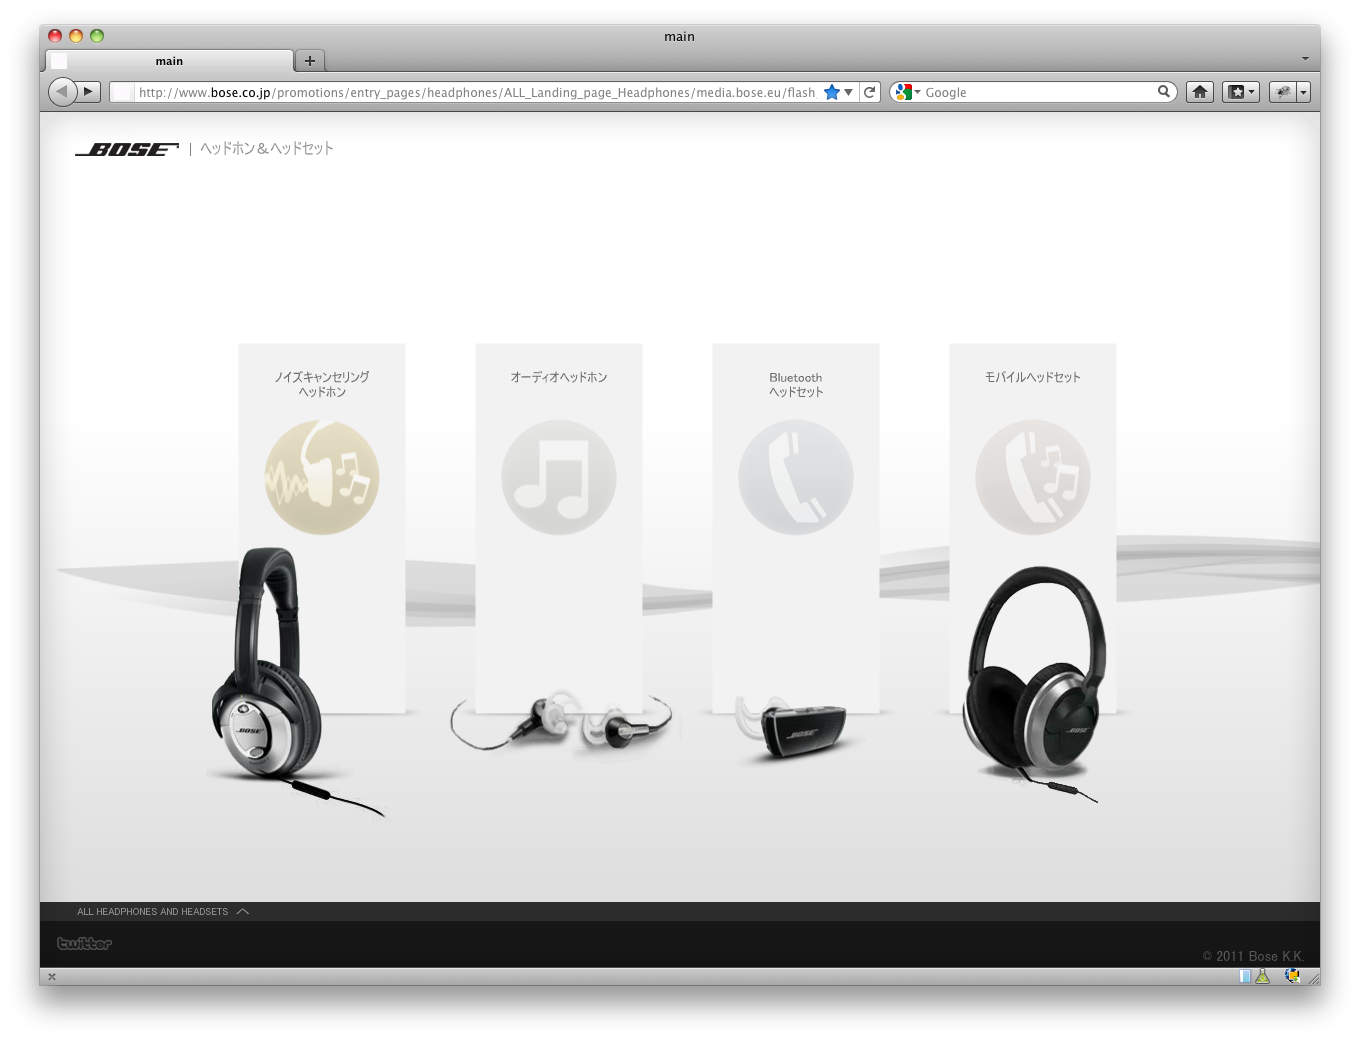 main
main
http://www.bose.co.jp/promotions/entry_pages/headphones/ALL_Landing_page_Headphones/media.bose.eu/flash
Google
BOSE | ヘッドホン＆ヘッドセット
ノイズキャンセリング
ヘッドホン
オーディオヘッドホン
Bluetooth
ヘッドセット
モバイルヘッドセット
BOSE
BOSE
BOSE
ALL HEADPHONES AND HEADSETS
twitter
© 2011 Bose K.K.